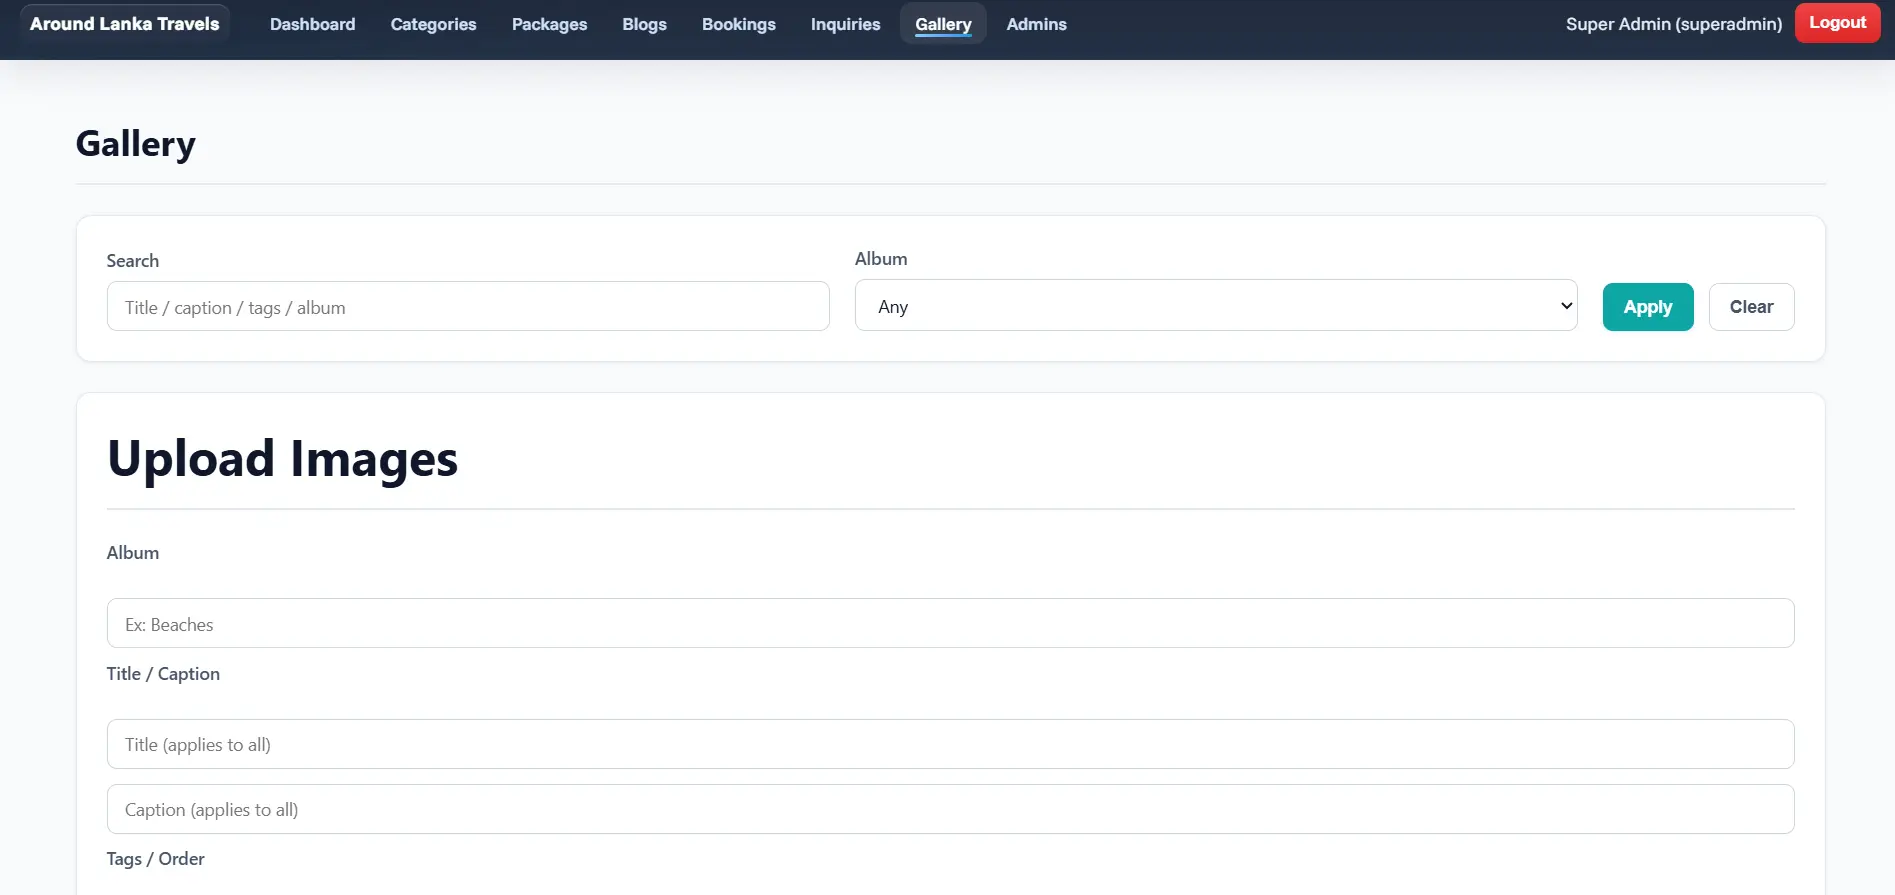 Around Lanka Travels Dashboard Categories Packages Blogs Bookings Inquiries Gallery Admins Super Admin (superadmin) Logout
Gallery
Search Album
Title / caption / tags / album Any Apply Clear
Upload Images
Album
Ex: Beaches
Title / Caption
Title (applies to all)
Caption (applies to all)
Tags / Order